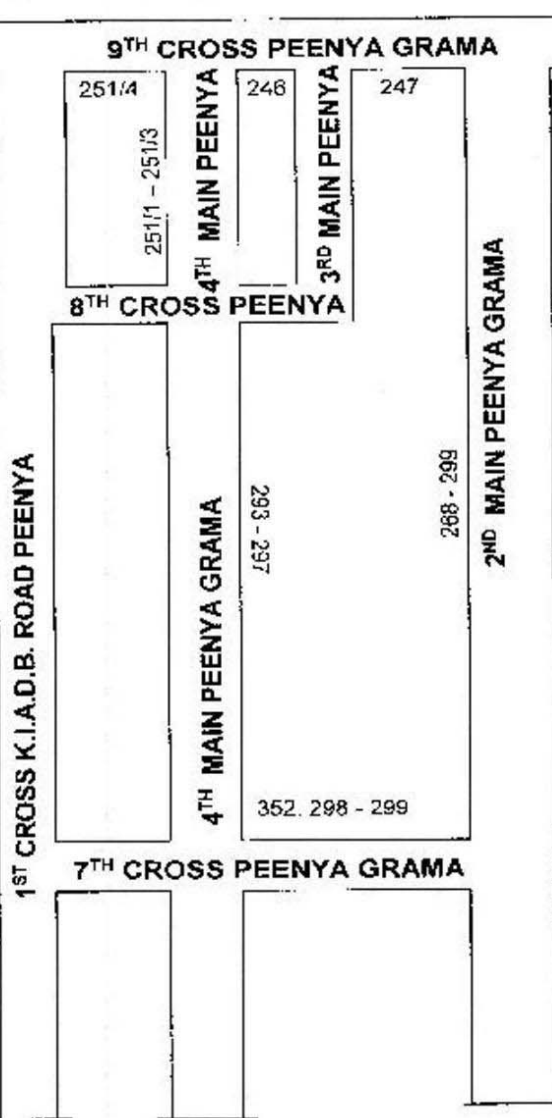 9TH CROSS PEENYA GRAMA
251/4
246
247
251/1 - 251/3
4TH MAIN PEENYA
3RD MAIN PEENYA
8TH CROSS PEENYA
2ND MAIN PEENYA GRAMA
1ST CROSS K.I.A.D.B. ROAD PEENYA
4TH MAIN PEENYA GRAMA
293 - 297
268 - 299
352. 298 - 299
7TH CROSS PEENYA GRAMA